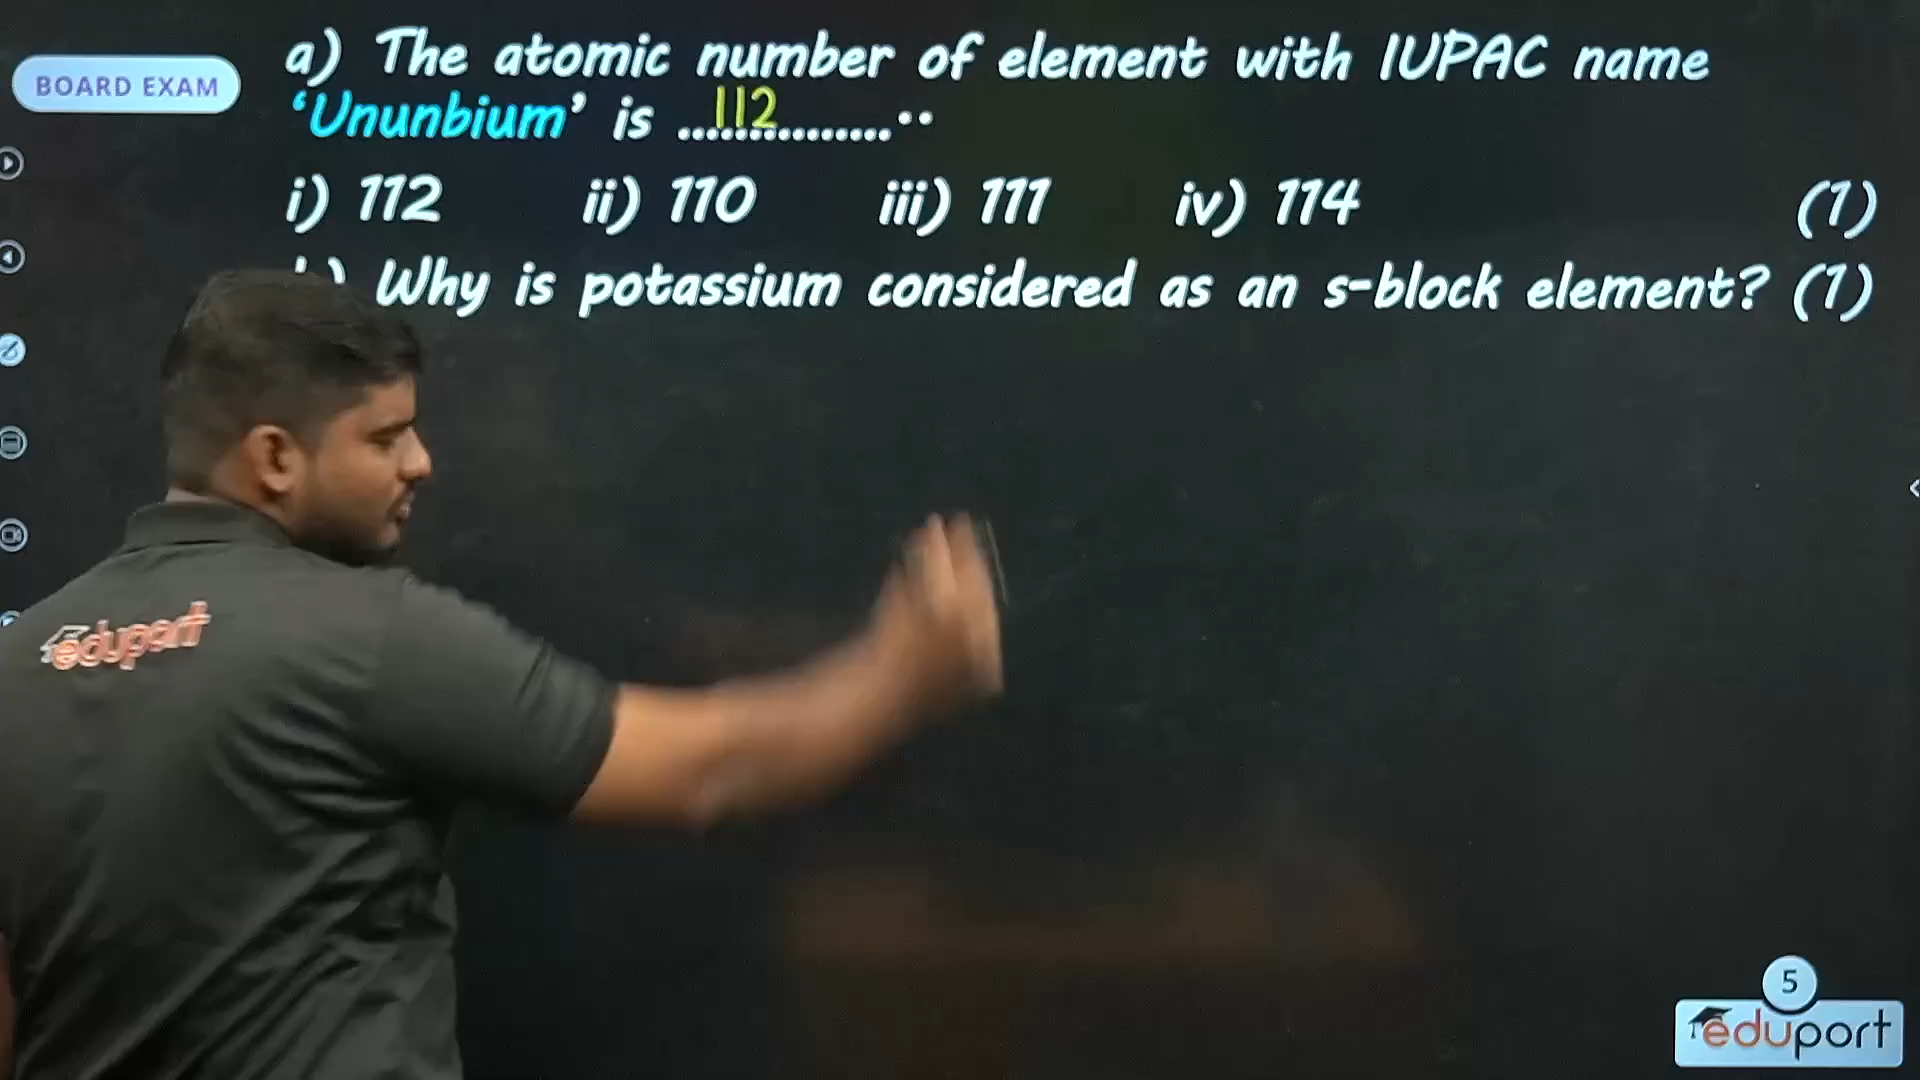 BOARD EXAM
a) The atomic number of element with IUPAC name
'Ununbium' is ..112..............
i) 112 ii) 110 iii) 111 iv) 114 (1)
Why is potassium considered as an s-block element? (1)
eduport
5
eduport